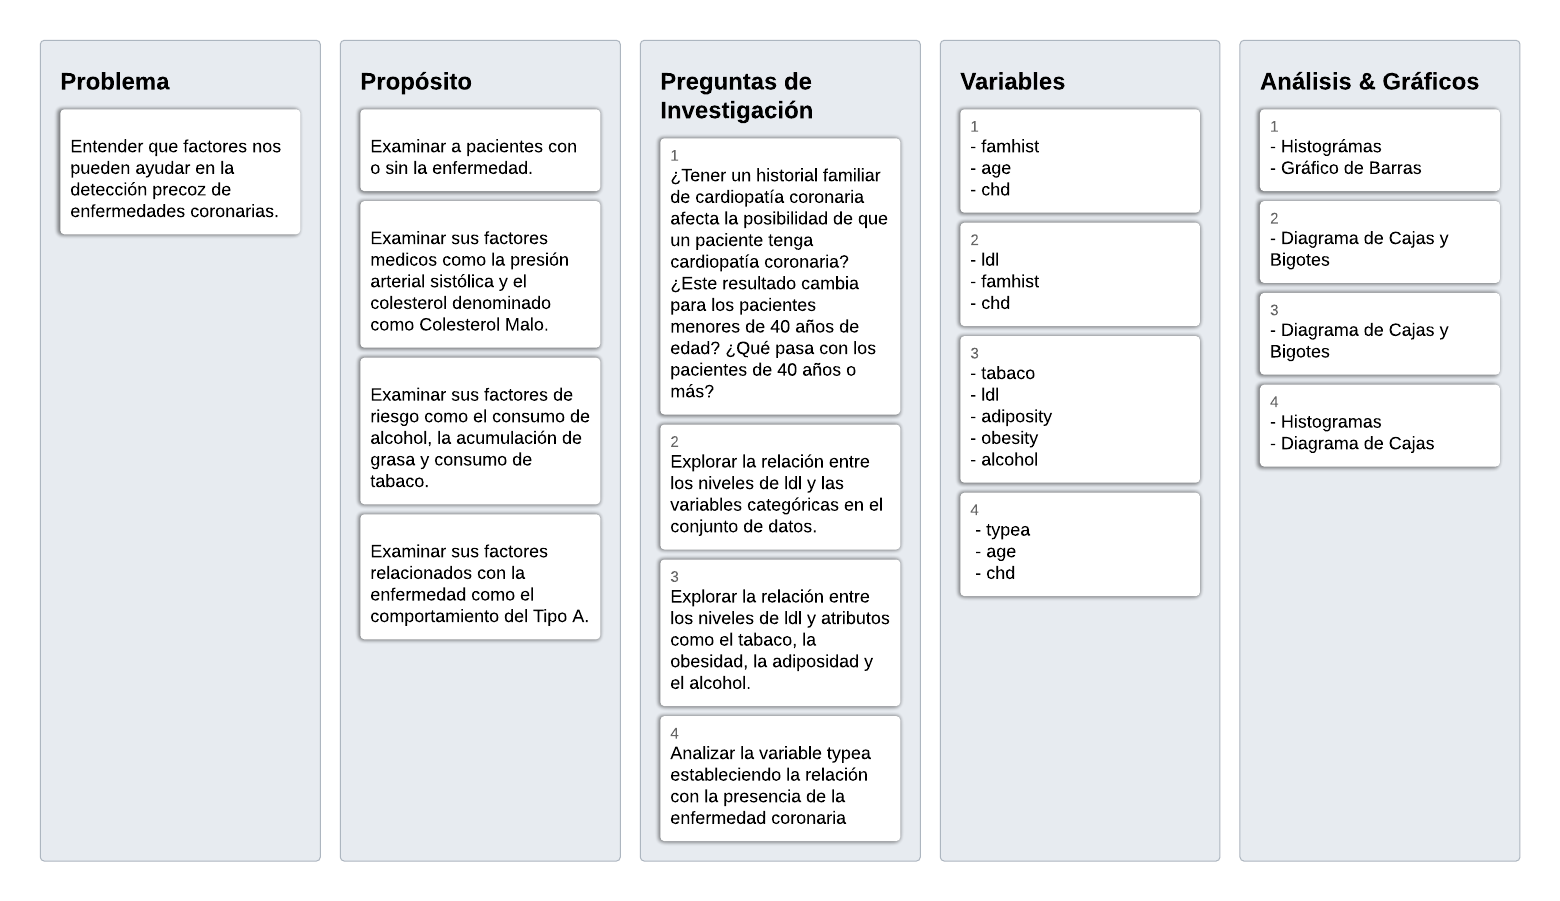 Problema
Entender que factores nos
pueden ayudar en la
detección precoz de
enfermedades coronarias.
Propósito
Examinar a pacientes con
o sin la enfermedad.
Examinar sus factores
medicos como la presión
arterial sistólica y el
colesterol denominado
como Colesterol Malo.
Examinar sus factores de
riesgo como el consumo de
alcohol, la acumulación de
grasa y consumo de
tabaco.
Examinar sus factores
relacionados con la
enfermedad como el
comportamiento del Tipo A.
Preguntas de
Investigación
1
¿Tener un historial familiar
de cardiopatía coronaria
afecta la posibilidad de que
un paciente tenga
cardiopatía coronaria?
¿Este resultado cambia
para los pacientes
menores de 40 años de
edad? ¿Qué pasa con los
pacientes de 40 años o
más?
2
Explorar la relación entre
los niveles de ldl y las
variables categóricas en el
conjunto de datos.
3
Explorar la relación entre
los niveles de ldl y atributos
como el tabaco, la
obesidad, la adiposidad y
el alcohol.
4
Analizar la variable typea
estableciendo la relación
con la presencia de la
enfermedad coronaria
Variables
1
- famhist
- age
- chd
2
- ldl
- famhist
- chd
3
- tabaco
- ldl
- adiposity
- obesity
- alcohol
4
- typea
- age
- chd
Análisis & Gráficos
1
- Histográmas
- Gráfico de Barras
2
- Diagrama de Cajas y
Bigotes
3
- Diagrama de Cajas y
Bigotes
4
- Histogramas
- Diagrama de Cajas